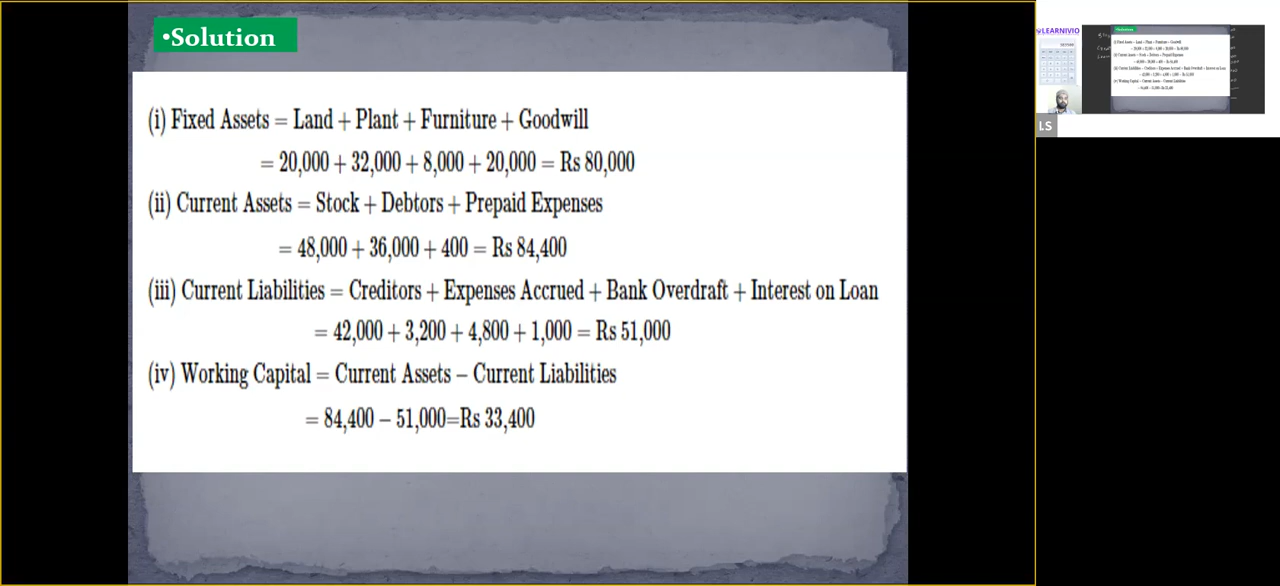 •Solution
(i) Fixed Assets = Land + Plant + Furniture + Goodwill
= 20,000 + 32,000 + 8,000 + 20,000 = Rs 80,000
(ii) Current Assets = Stock + Debtors + Prepaid Expenses
= 48,000 + 36,000 + 400 = Rs 84,400
(iii) Current Liabilities = Creditors + Expenses Accrued + Bank Overdraft + Interest on Loan
= 42,000 + 3,200 + 4,800 + 1,000 = Rs 51,000
(iv) Working Capital = Current Assets – Current Liabilities
= 84,400 – 51,000=Rs 33,400
LEARNIVIO
LS